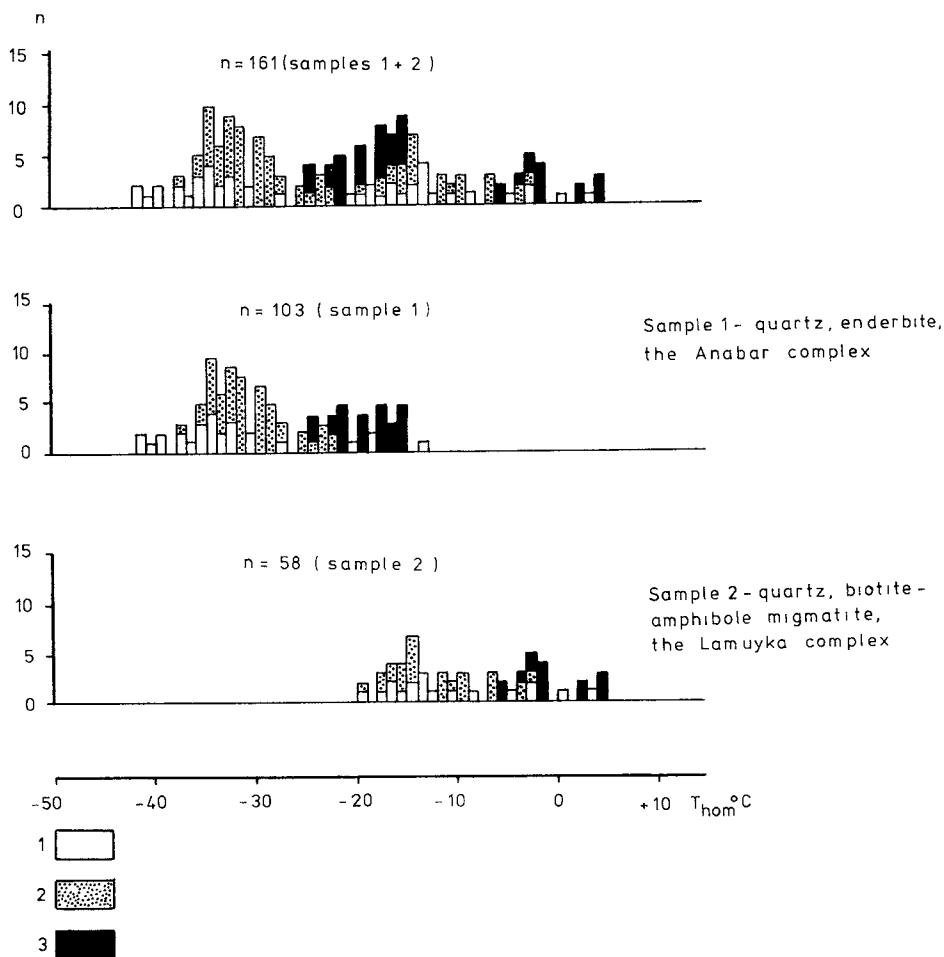 n
15
n=161(samples 1+2)
10
5
0
15
n=103 (sample 1)
Sample 1- quartz, enderbite,
the Anabar complex
10
5
0
15
n= 58 (sample 2)
Sample 2- quartz, biotite-
amphibole migmatite,
the Lamuyka complex
10
5
0
-50 -40 -30 -20 -10 0 +10 Thom°C
1
2
3